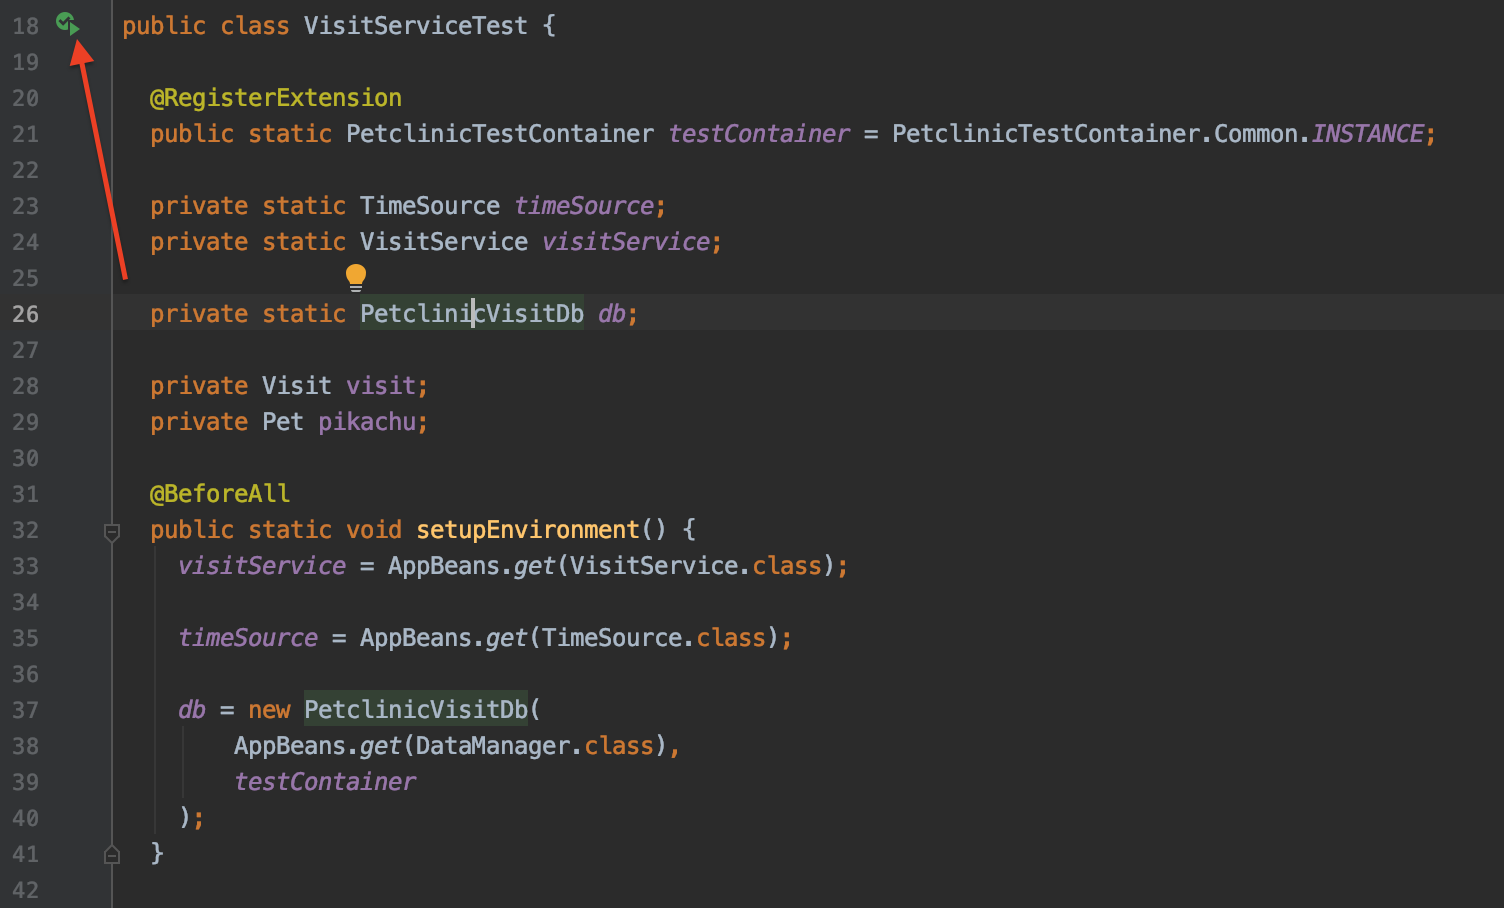 18 public class VisitServiceTest {
19
20 @RegisterExtension
21 public static PetclinicTestContainer testContainer = PetclinicTestContainer.Common.INSTANCE;
22
23 private static TimeSource timeSource;
24 private static VisitService visitService;
25
26 private static PetclinicVisitDb db;
27
28 private Visit visit;
29 private Pet pikachu;
30
31 @BeforeAll
32 public static void setupEnvironment() {
33 visitService = AppBeans.get(VisitService.class);
34
35 timeSource = AppBeans.get(TimeSource.class);
36
37 db = new PetclinicVisitDb(
38 AppBeans.get(DataManager.class),
39 testContainer
40 );
41 }
42